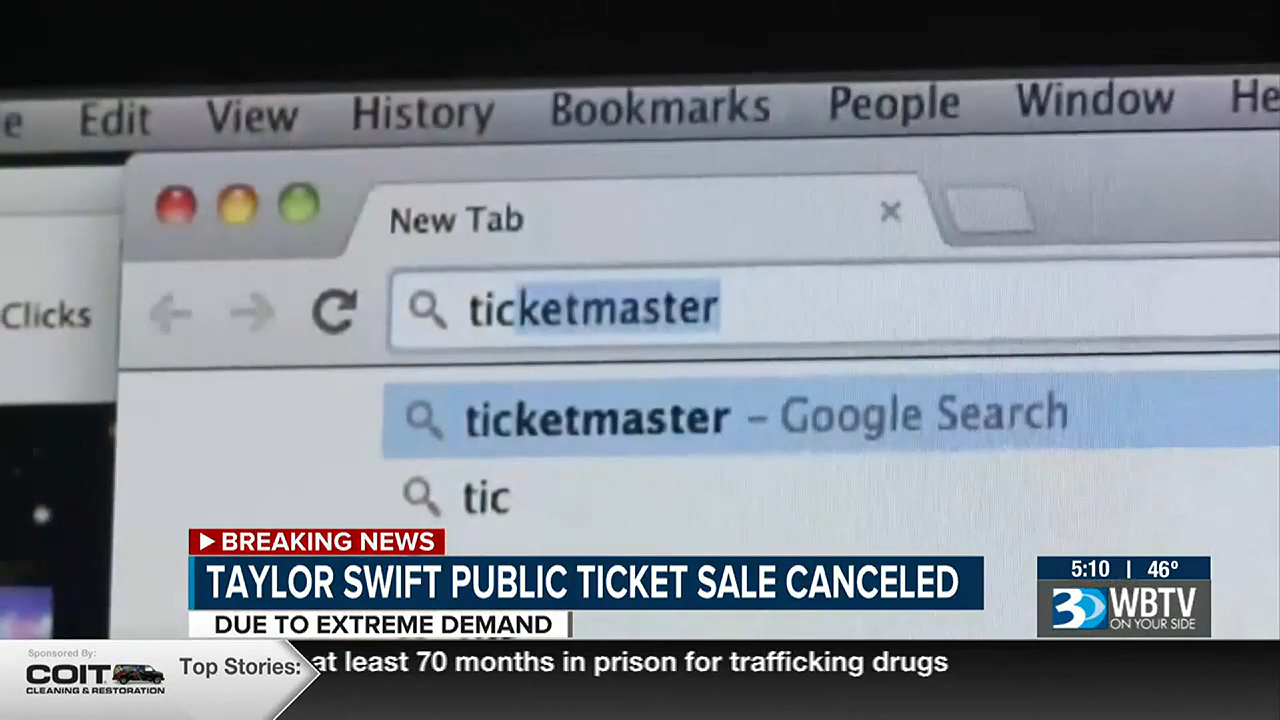 e Edit View History Bookmarks People Window He
New Tab
Clicks
ticketmaster
ticketmaster – Google Search
tic
BREAKING NEWS
TAYLOR SWIFT PUBLIC TICKET SALE CANCELED
DUE TO EXTREME DEMAND
5:10 | 46°
3 WBTV
ON YOUR SIDE
Sponsored By:
COIT
CLEANING & RESTORATION
Top Stories:
at least 70 months in prison for trafficking drugs